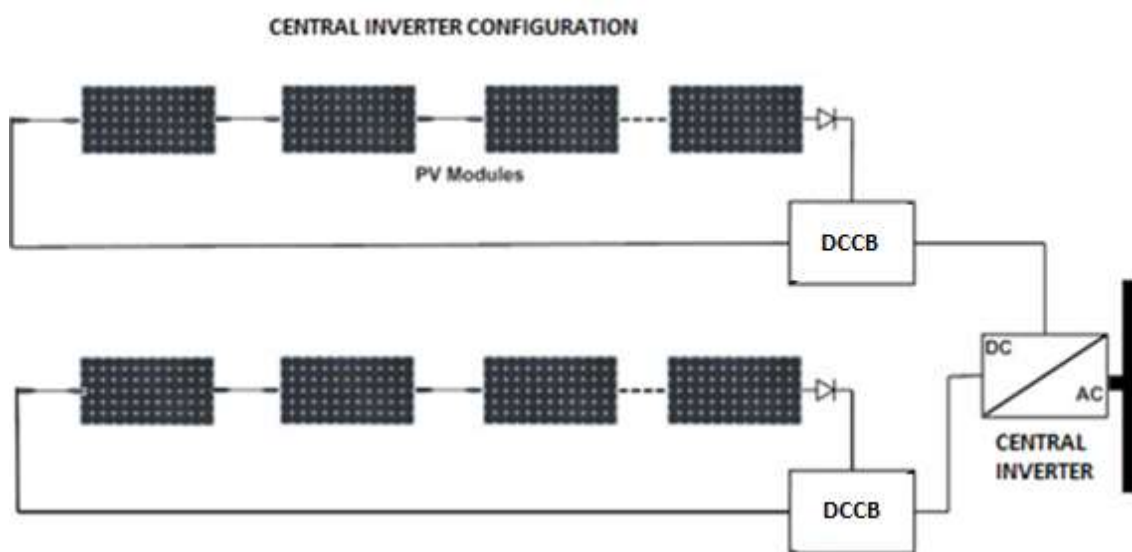 CENTRAL INVERTER CONFIGURATION
PV Modules
DCCB
DC
AC
CENTRAL
INVERTER
DCCB